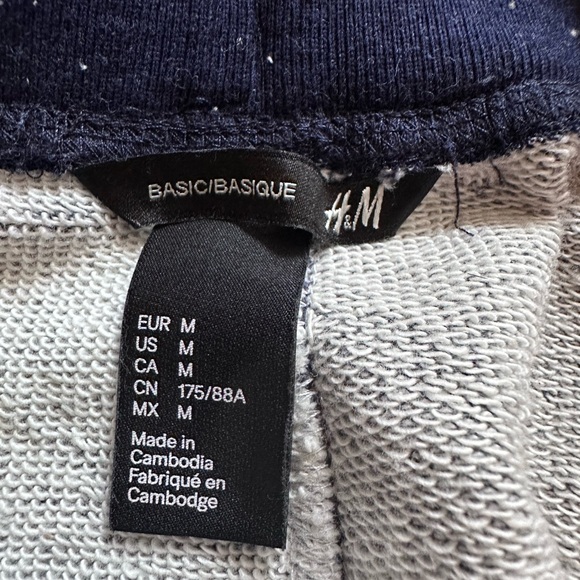 BASIC/BASIQUE
H&M
EUR M
US M
CA M
CN 175/88A
MX M
Made in
Cambodia
Fabriqué en
Cambodge